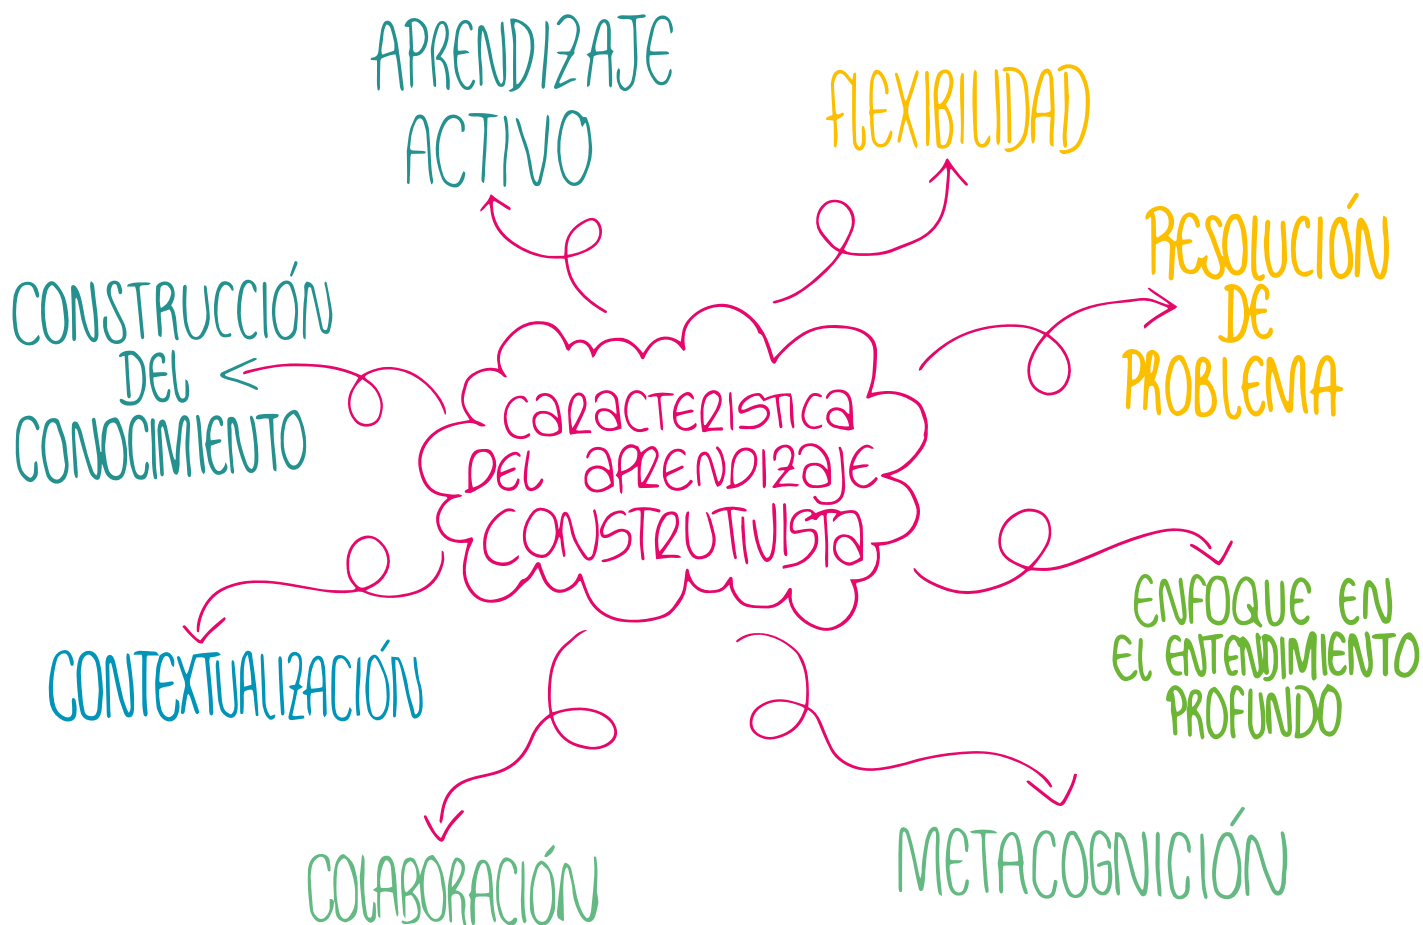 APRENDIZAJE
ACTIVO
FLEXIBILIDAD
RESOLUCIÓN
DE
PROBLEMA
CONSTRUCCIÓN
DEL
CONOCIMIENTO
CARACTERISTICA
DEL APRENDIZAJE
CONSTRUTIVISTA
ENFOQUE EN
EL ENTENDIMIENTO
PROFUNDO
CONTEXTUALIZACIÓN
COLABORACIÓN
METACOGNICIÓN